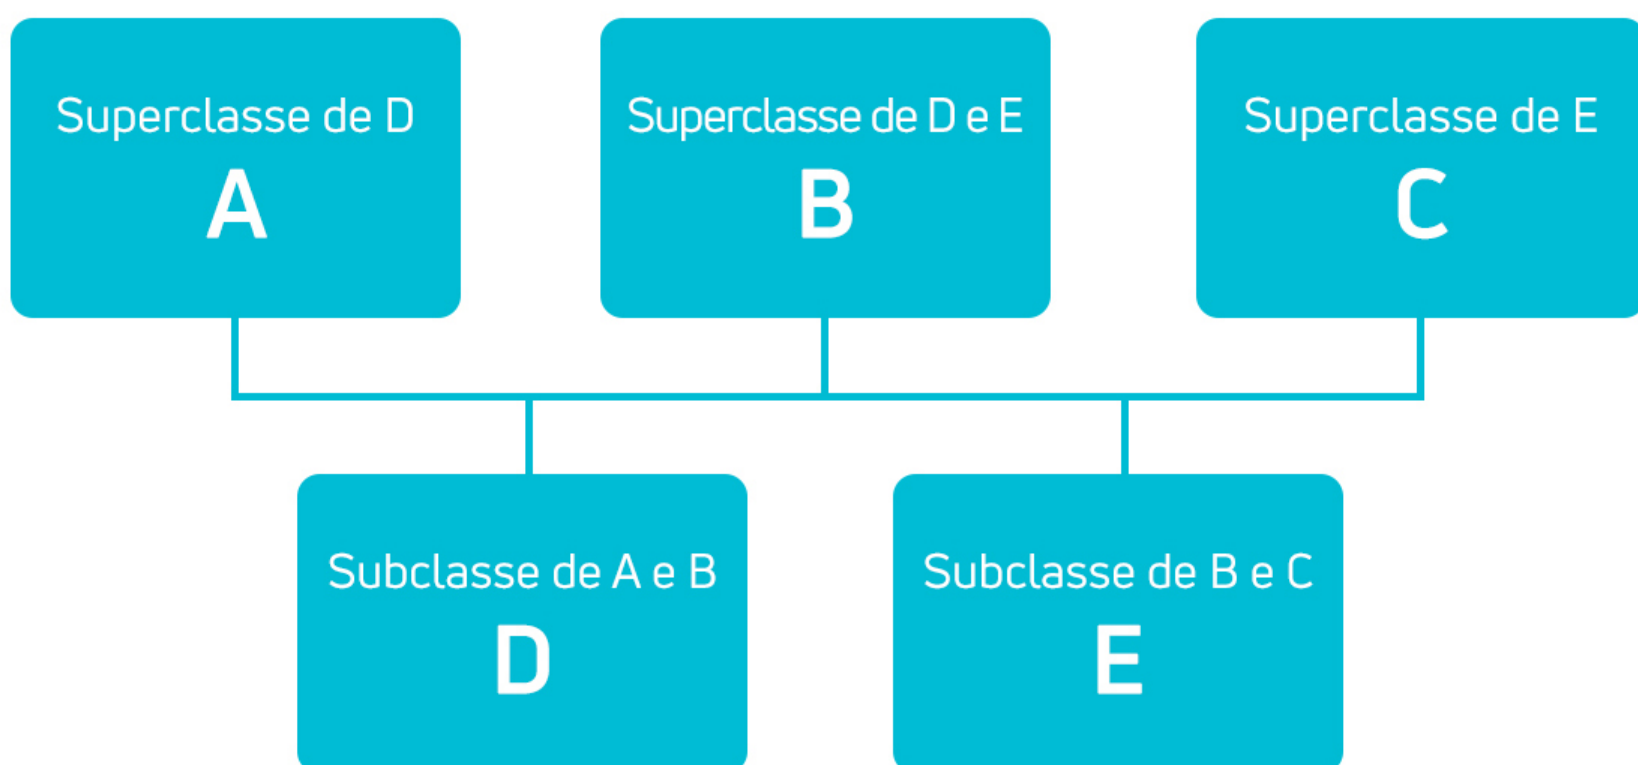 Superclasse de D
A
Superclasse de D e E
B
Superclasse de E
C
Subclasse de A e B
D
Subclasse de B e C
E